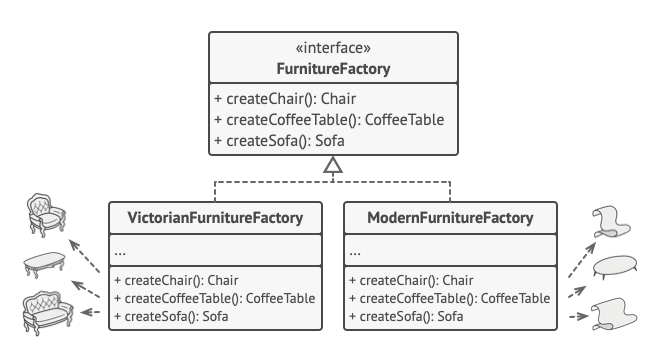 «interface»
FurnitureFactory
+ createChair(): Chair
+ createCoffeeTable(): CoffeeTable
+ createSofa(): Sofa
VictorianFurnitureFactory
...
+ createChair(): Chair
+ createCoffeeTable(): CoffeeTable
+ createSofa(): Sofa
ModernFurnitureFactory
...
+ createChair(): Chair
+ createCoffeeTable(): CoffeeTable
+ createSofa(): Sofa